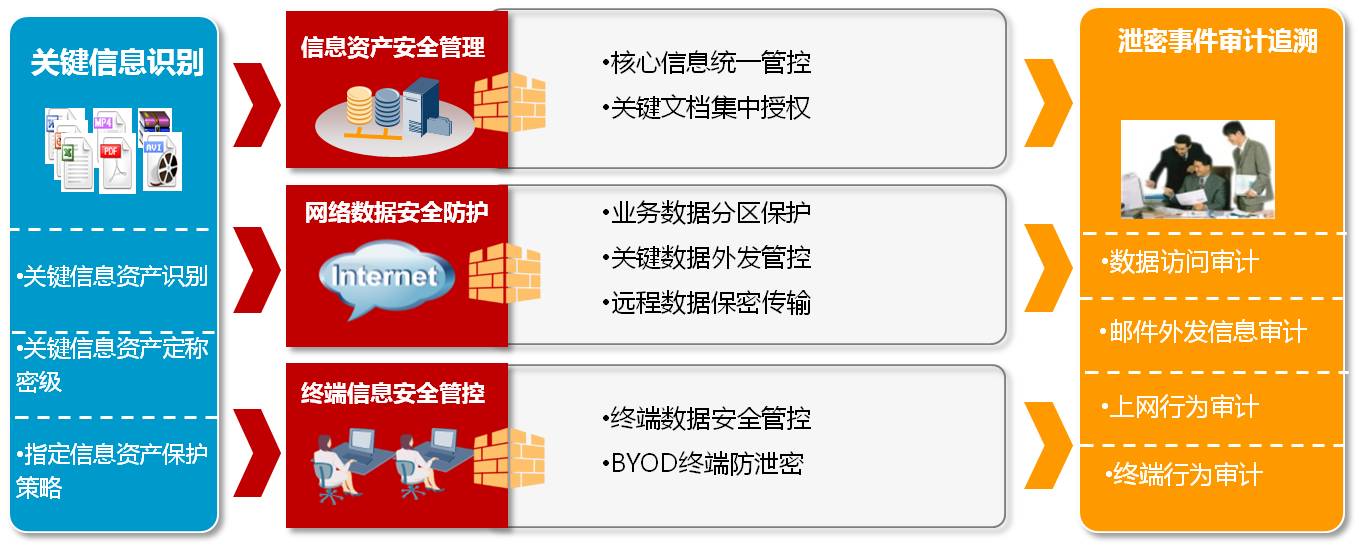 关键信息识别
MP4
PDF
AVI
•关键信息资产识别
•关键信息资产定称
密级
•指定信息资产保护
策略
信息资产安全管理
•核心信息统一管控
•关键文档集中授权
网络数据安全防护
Internet
•业务数据分区保护
•关键数据外发管控
•远程数据保密传输
终端信息安全管控
•终端数据安全管控
•BYOD终端防泄密
泄密事件审计追溯
•数据访问审计
•邮件外发信息审计
•上网行为审计
•终端行为审计